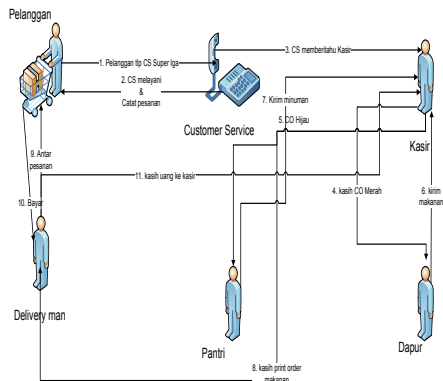 Pelanggan
1. Pelanggan tlp CS Super Iga
3. CS memberitahu Kasir
2. CS melayani
&
Catat pesanan
7. Kirim minuman
Customer Service
5. CO Hijau
Kasir
9. Antar
pesanan
11. kasih uang ke kasir
4. kasih CO Merah
6. kirim
makanan
10. Bayar
Delivery man
Pantri
Dapur
8. kasih print order
makanan